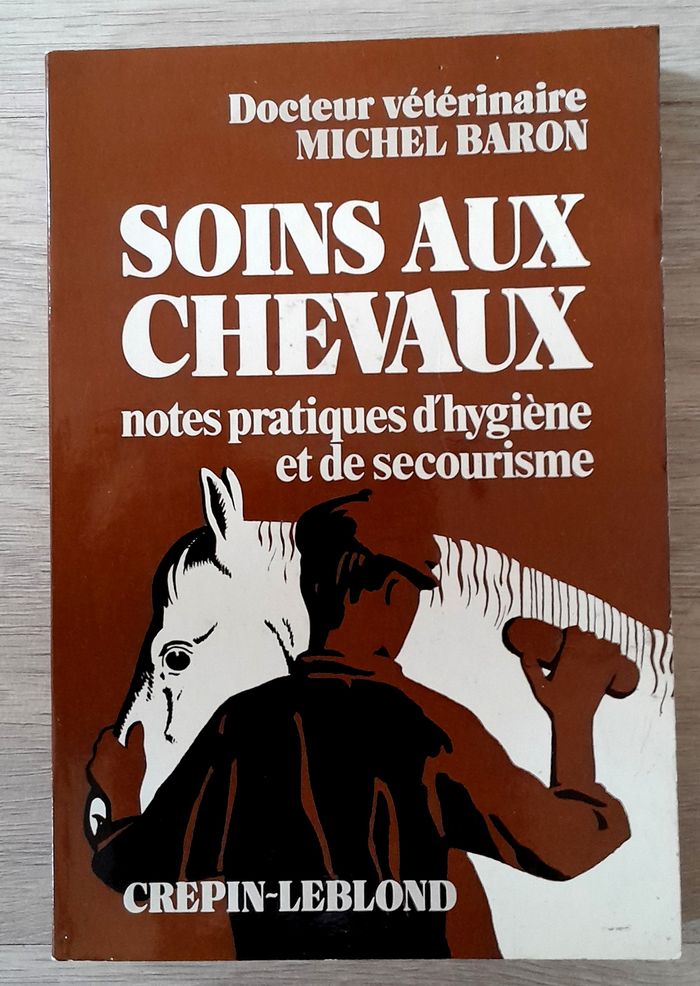 Docteur vétérinaire
MICHEL BARON
SOINS AUX
CHEVAUX
notes pratiques d'hygiène
et de secourisme
CREPIN-LEBLOND